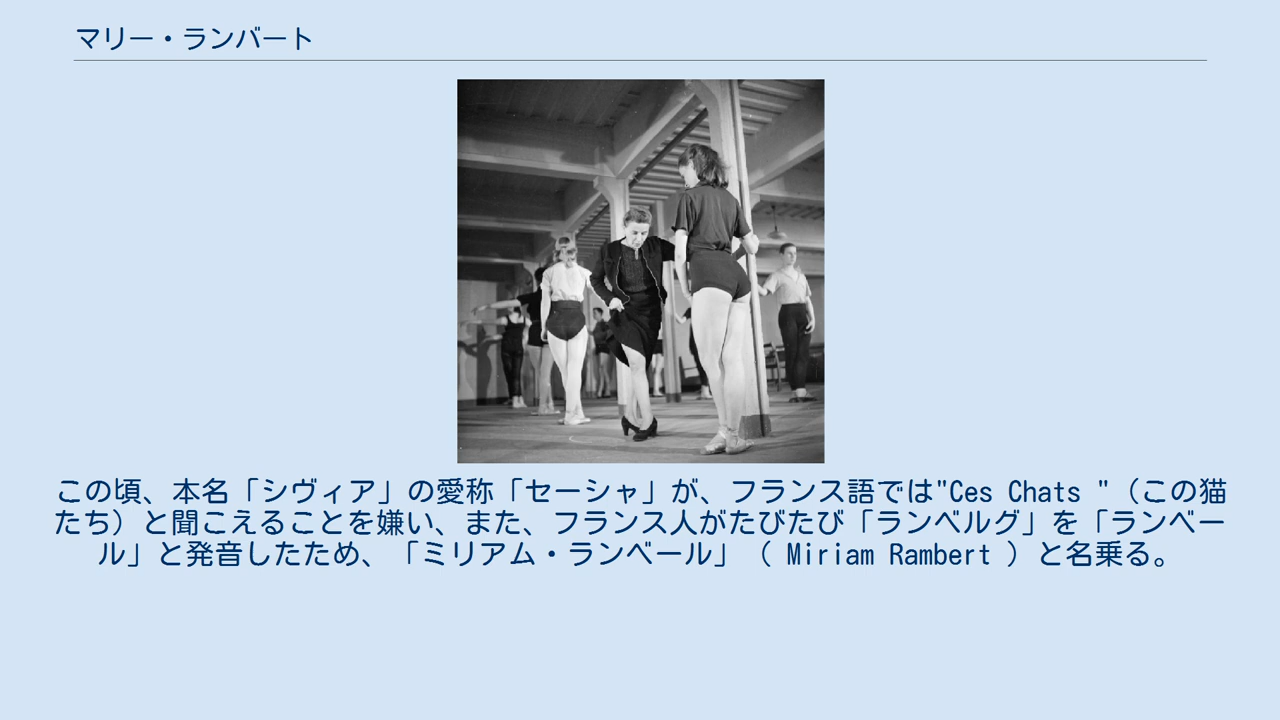 マリー・ランバート
この頃、本名「シヴィア」の愛称「セーシャ」が、フランス語では"Ces Chats "（この猫
たち）と聞こえることを嫌い、また、フランス人がたびたび「ランベルグ」を「ランベー
ル」と発音したため、「ミリアム・ランベール」（ Miriam Rambert ）と名乗る。